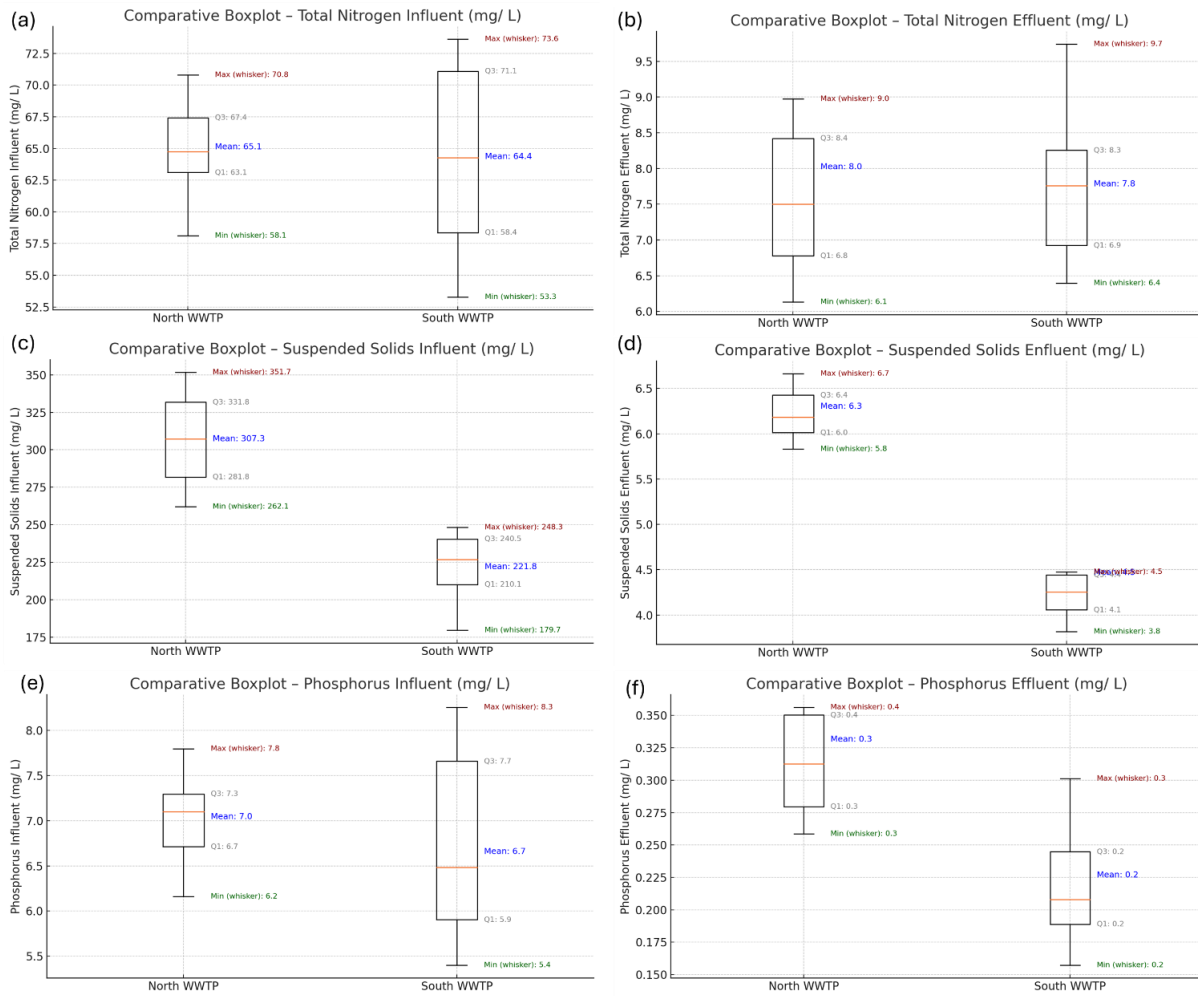 (a)
Comparative Boxplot – Total Nitrogen Influent (mg/ L)
Total Nitrogen Influent (mg/ L)
72.5
70.0
67.5
65.0
62.5
60.0
57.5
55.0
52.5
Max (whisker): 70.8
Q3: 67.4
Mean: 65.1
Q1: 63.1
Min (whisker): 58.1
Max (whisker): 73.6
Q3: 71.1
Mean: 64.4
Q1: 58.4
Min (whisker): 53.3
North WWTP
South WWTP
(b)
Comparative Boxplot – Total Nitrogen Effluent (mg/ L)
Total Nitrogen Effluent (mg/ L)
9.5
9.0
8.5
8.0
7.5
7.0
6.5
6.0
Max (whisker): 9.0
Q3: 8.4
Mean: 8.0
Q1: 6.8
Min (whisker): 6.1
Max (whisker): 9.7
Q3: 8.3
Mean: 7.8
Q1: 6.9
Min (whisker): 6.4
North WWTP
South WWTP
(c)
Comparative Boxplot – Suspended Solids Influent (mg/ L)
Suspended Solids Influent (mg/ L)
350
325
300
275
250
225
200
175
Max (whisker): 351.7
Q3: 331.8
Mean: 307.3
Q1: 281.8
Min (whisker): 262.1
Max (whisker): 248.3
Q3: 240.5
Mean: 221.8
Q1: 210.1
Min (whisker): 179.7
North WWTP
South WWTP
(d)
Comparative Boxplot – Suspended Solids Enfluent (mg/ L)
Suspended Solids Enfluent (mg/ L)
6.5
6.0
5.5
5.0
4.5
4.0
Max (whisker): 6.7
Q3: 6.4
Mean: 6.3
Q1: 6.0
Min (whisker): 5.8
Max (whisker): 4.5
Q1: 4.1
Min (whisker): 3.8
North WWTP
South WWTP
(e)
Comparative Boxplot – Phosphorus Influent (mg/ L)
Phosphorus Influent (mg/ L)
8.0
7.5
7.0
6.5
6.0
5.5
Max (whisker): 7.8
Q3: 7.3
Mean: 7.0
Q1: 6.7
Min (whisker): 6.2
Max (whisker): 8.3
Q3: 7.7
Mean: 6.7
Q1: 5.9
Min (whisker): 5.4
North WWTP
South WWTP
(f)
Comparative Boxplot – Phosphorus Effluent (mg/ L)
Phosphorus Effluent (mg/ L)
0.350
0.325
0.300
0.275
0.250
0.225
0.200
0.175
0.150
Max (whisker): 0.4
Q3: 0.4
Mean: 0.3
Q1: 0.3
Min (whisker): 0.3
Max (whisker): 0.3
Q3: 0.2
Mean: 0.2
Q1: 0.2
Min (whisker): 0.2
North WWTP
South WWTP